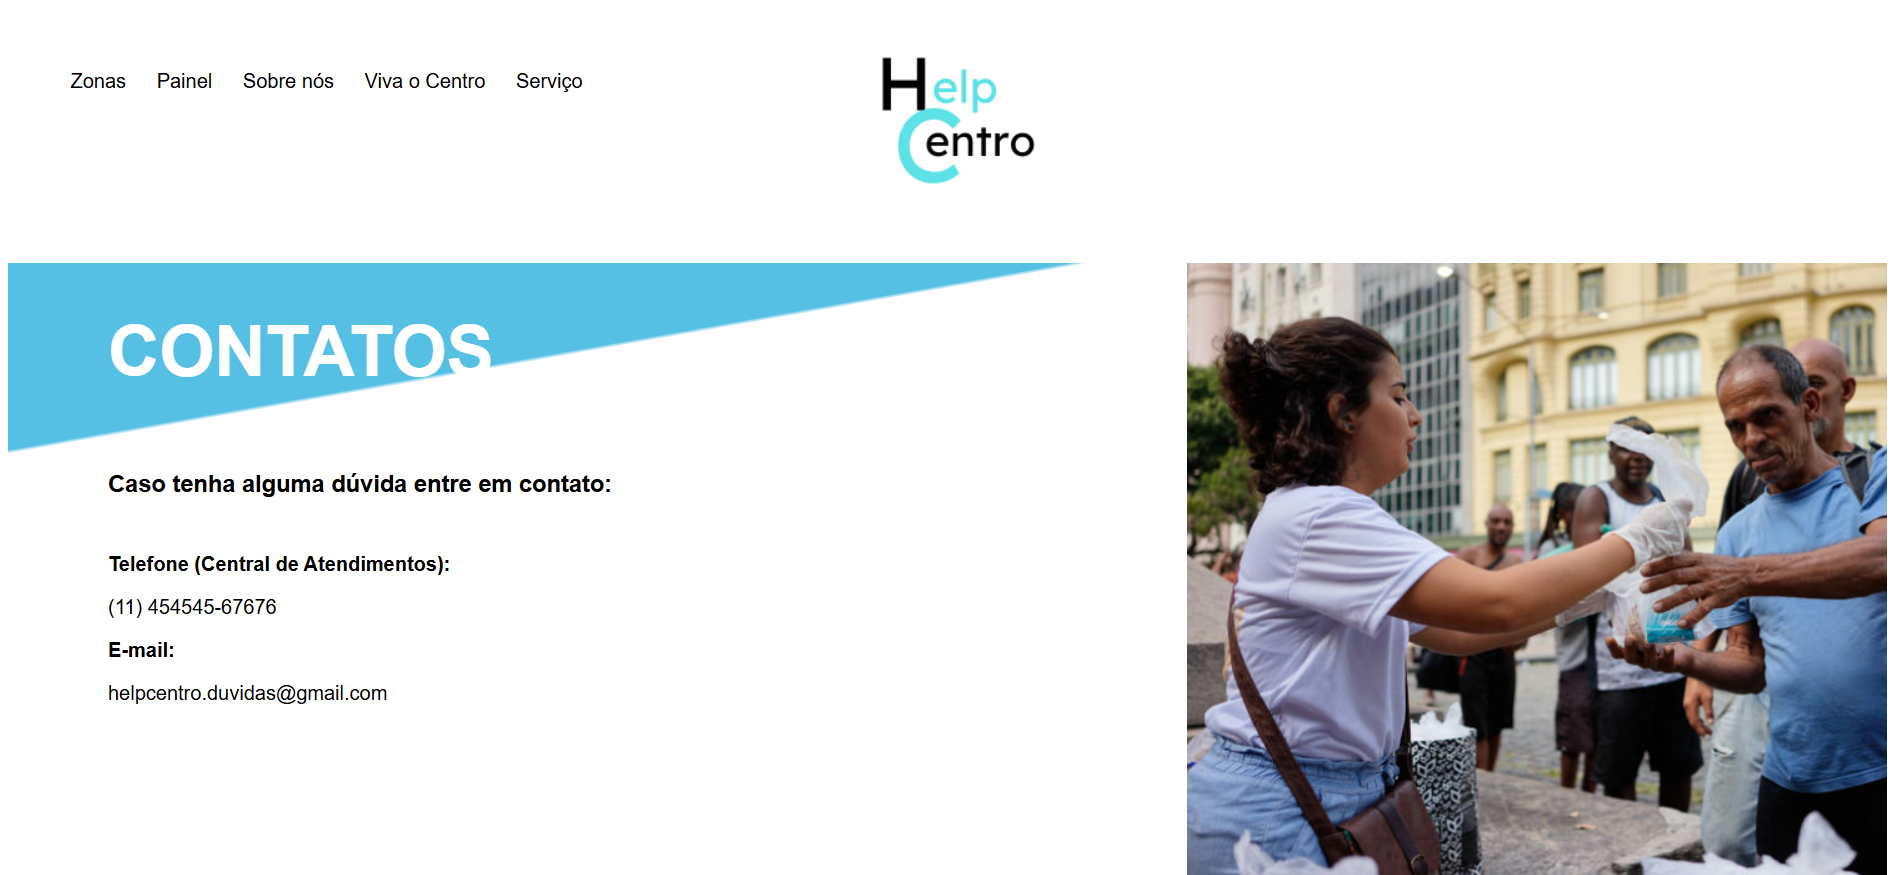 Zonas Painel Sobre nós Viva o Centro Serviço
Help
Centro
CONTATOS
Caso tenha alguma dúvida entre em contato:
Telefone (Central de Atendimentos):
(11) 454545-67676
E-mail:
helpcentro.duvidas@gmail.com